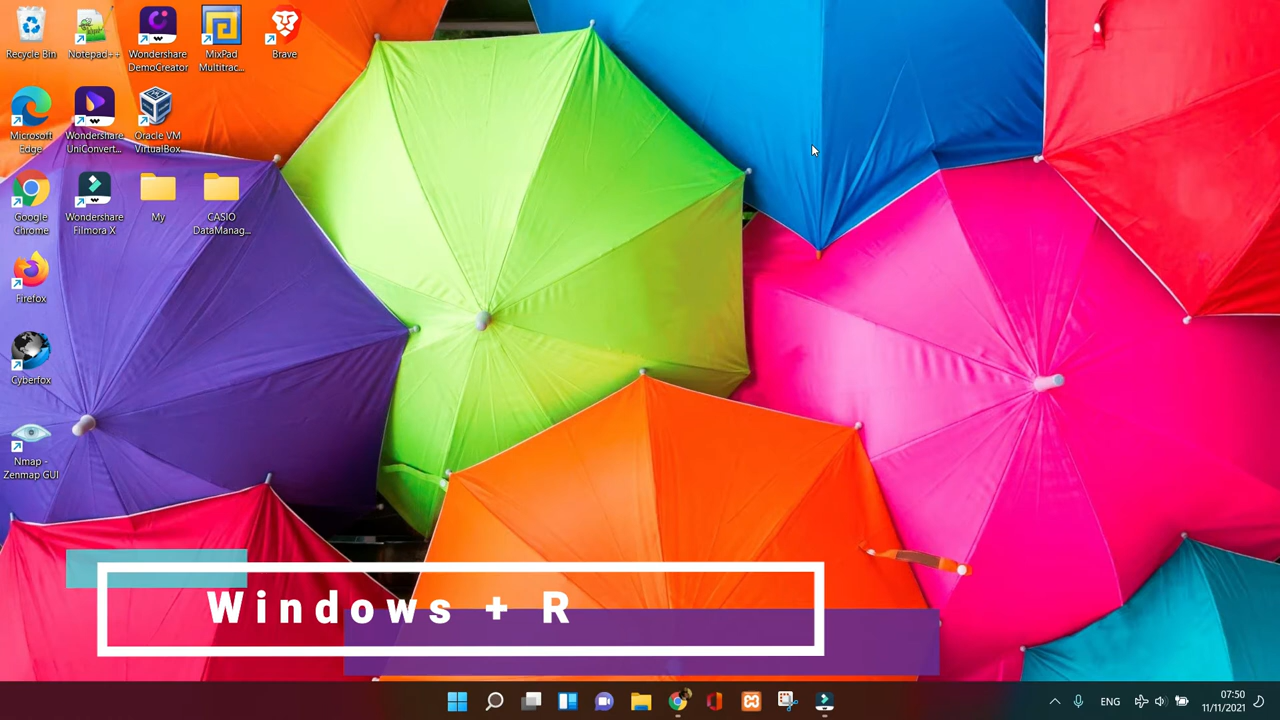 Recycle Bin
Notepad++
Wondershare
DemoCreator
MixPad
Multitrac...
Brave
Microsoft
Edge
Wondershare
UniConvert...
Oracle VM
VirtualBox
Google
Chrome
Wondershare
Filmora X
My
CASIO
DataManag...
Firefox
Cyberfox
Nmap -
Zenmap GUI
Windows + R
ENG
07:50
11/11/2021